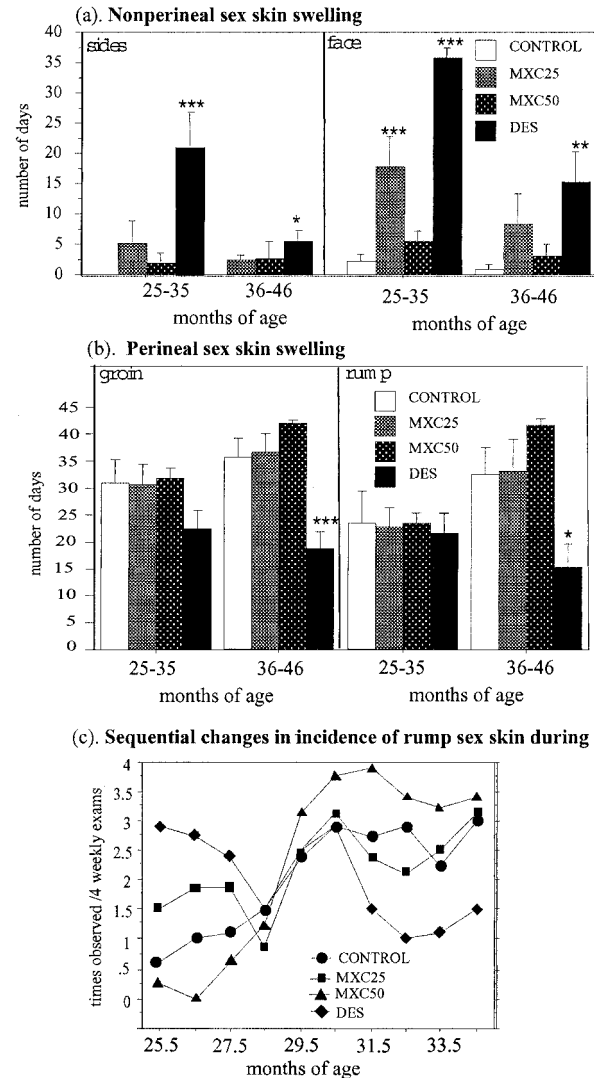 (a). Nonperineal sex skin swelling
40
35
30
25
20
15
10
5
0
number of days
sides
***
*
face
***
***
**
CONTROL
MXC25
MXC50
DES
25-35
36-46
25-35
36-46
months of age
months of age
(b). Perineal sex skin swelling
45
40
35
30
25
20
15
10
5
0
number of days
groin
***
rump
*
CONTROL
MXC25
MXC50
DES
25-35
36-46
25-35
36-46
months of age
months of age
(c). Sequential changes in incidence of rump sex skin during
4
3.5
3
2.5
2
1.5
1
.5
0
times observed /4 weekly exams
CONTROL
MXC25
MXC50
DES
25.5
27.5
29.5
31.5
33.5
months of age